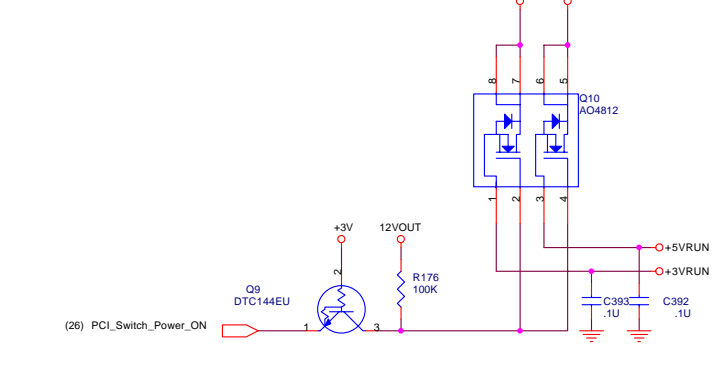 8
7
6
5
Q10
AO4812
1
2
3
4
+3V
12VOUT
+5VRUN
+3VRUN
2
R176
100K
Q9
DTC144EU
C393
.1U
C392
.1U
(26) PCI_Switch_Power_ON
1
3